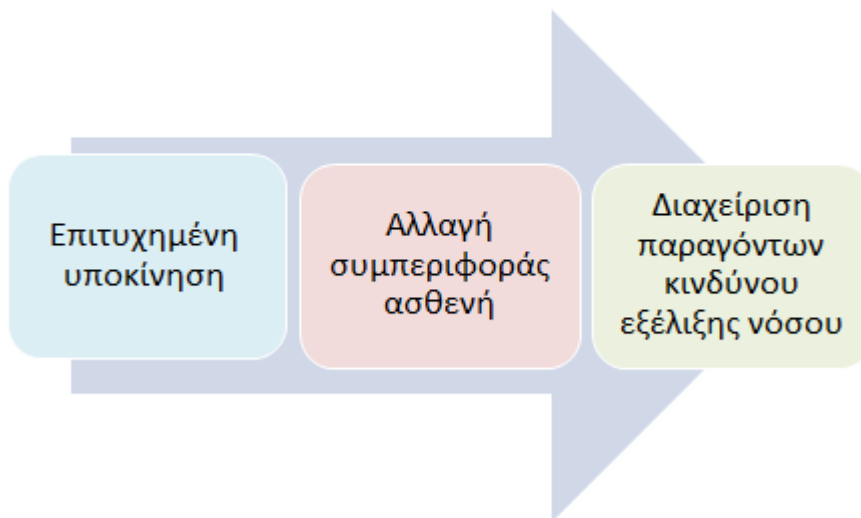 Επιτυχημένη
υποκίνηση
Αλλαγή
συμπεριφοράς
ασθενή
Διαχείριση
παραγόντων
κινδύνου
εξέλιξης νόσου